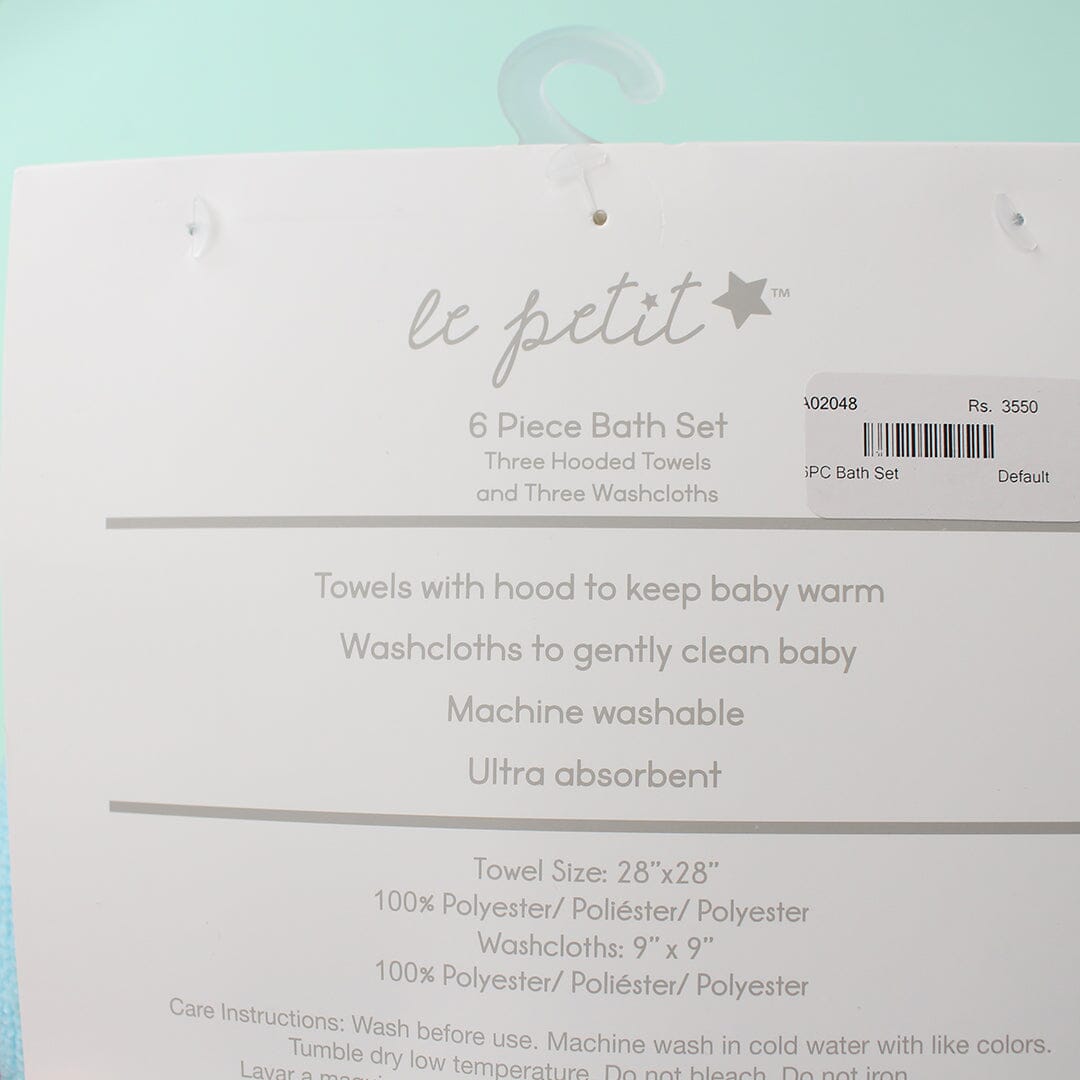 le petit ™
6 Piece Bath Set
Three Hooded Towels
and Three Washcloths
A02048 Rs. 3550
6PC Bath Set Default
Towels with hood to keep baby warm
Washcloths to gently clean baby
Machine washable
Ultra absorbent
Towel Size: 28”x28”
100% Polyester/ Poliéster/ Polyester
Washcloths: 9” x 9”
100% Polyester/ Poliéster/ Polyester
Care Instructions: Wash before use. Machine wash in cold water with like colors.
Tumble dry low temperature. Do not bleach. Do not iron
Lavar a